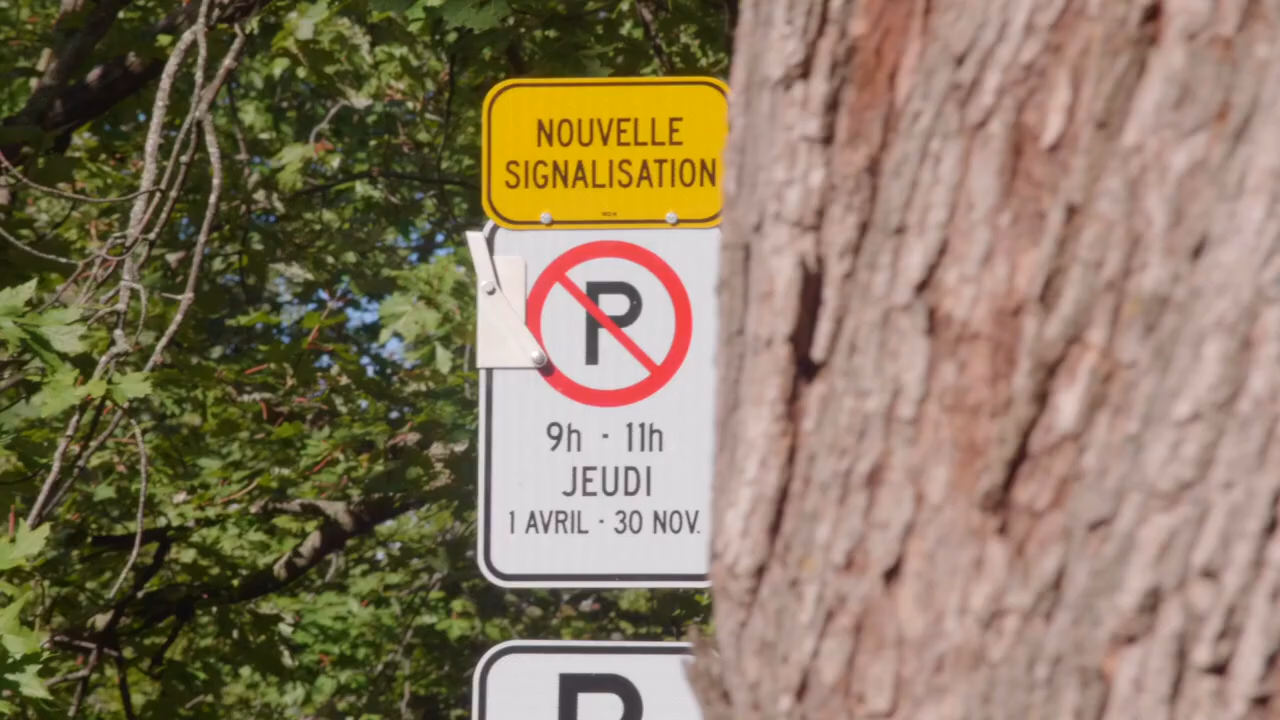 NOUVELLE
SIGNALISATION
P
9h - 11h
JEUDI
1 AVRIL - 30 NOV.
P